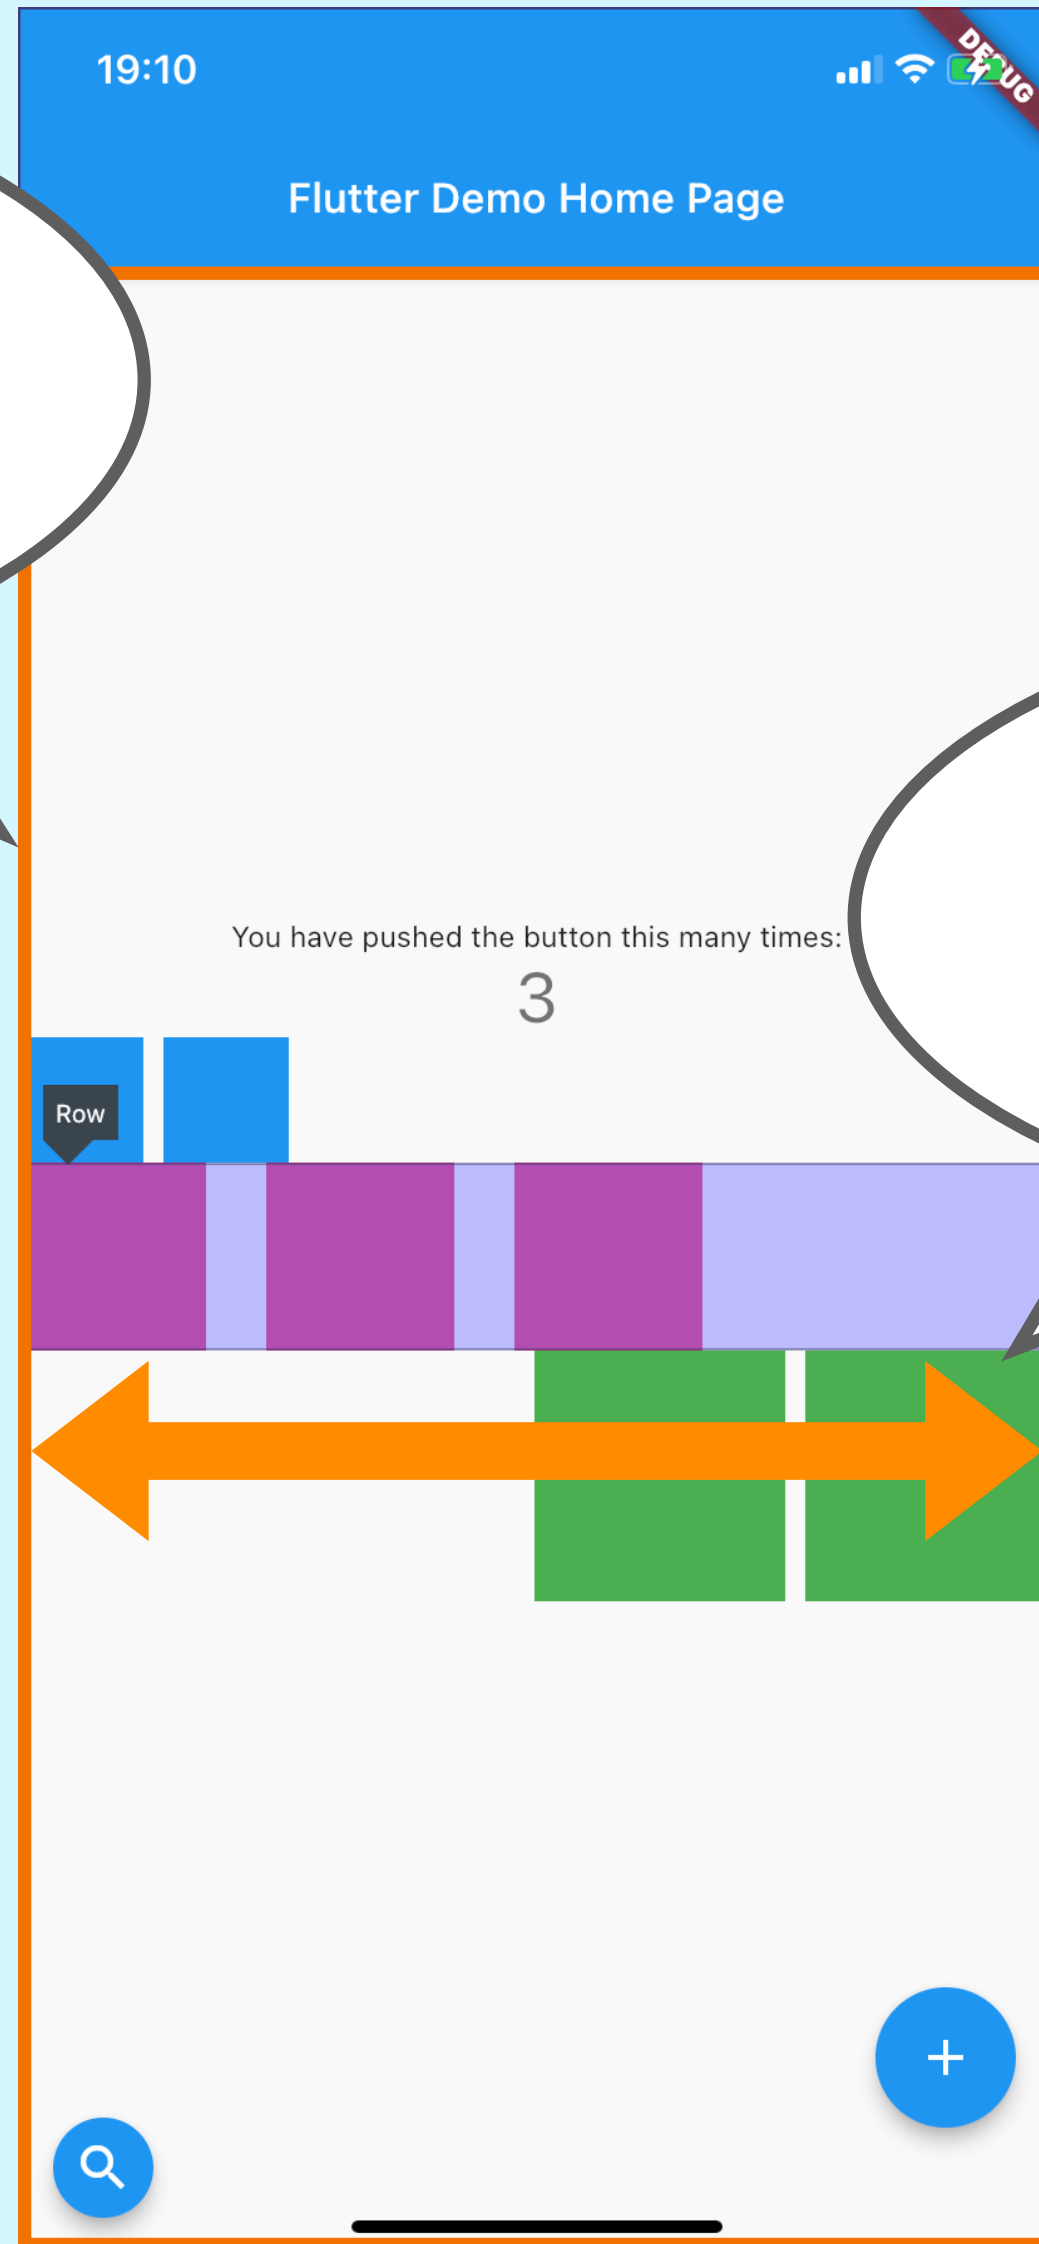 19:10
DEBUG
Flutter Demo Home Page
You have pushed the button this many times:
3
Row